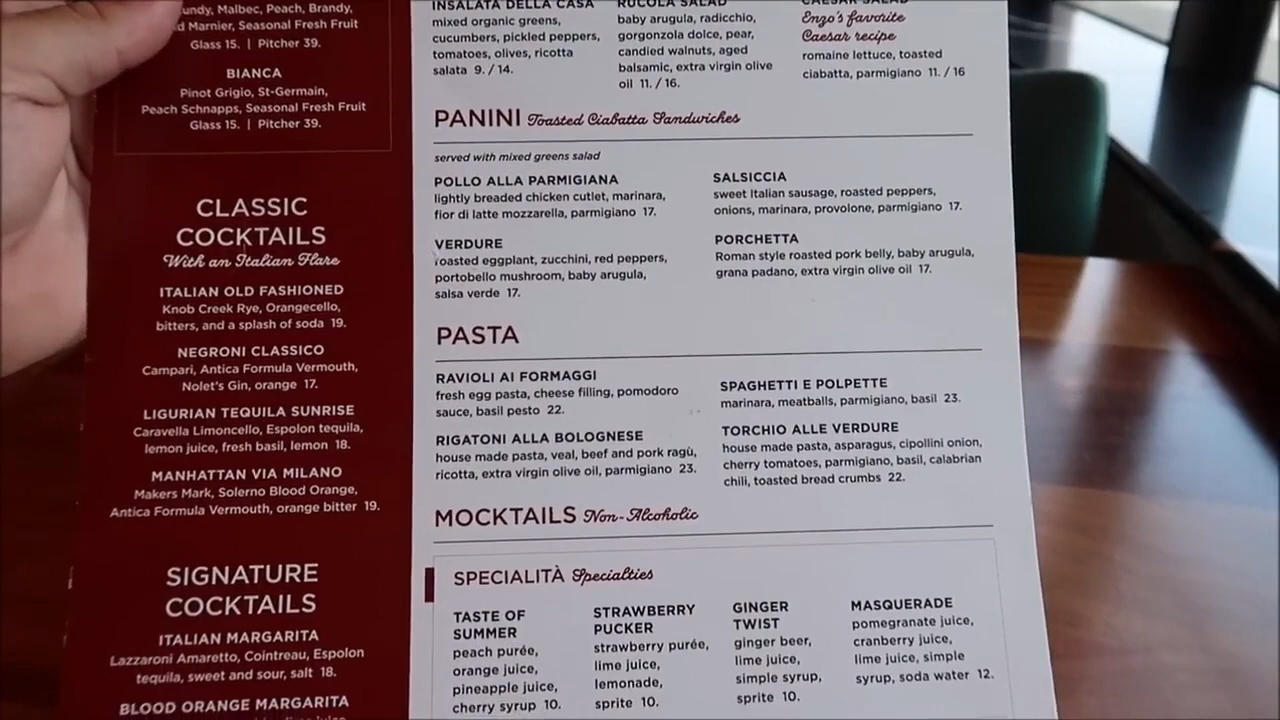 undy, Malbec, Peach, Brandy,
d Marnier, Seasonal Fresh Fruit
Glass 15. | Pitcher 39.
BIANCA
Pinot Grigio, St-Germain,
Peach Schnapps, Seasonal Fresh Fruit
Glass 15. | Pitcher 39.
CLASSIC
COCKTAILS
With an Italian Flare
ITALIAN OLD FASHIONED
Knob Creek Rye, Orangecello,
bitters, and a splash of soda 19.
NEGRONI CLASSICO
Campari, Antica Formula Vermouth,
Nolet's Gin, orange 17.
LIGURIAN TEQUILA SUNRISE
Caravella Limoncello, Espolon tequila,
lemon juice, fresh basil, lemon 18.
MANHATTAN VIA MILANO
Makers Mark, Solerno Blood Orange,
Antica Formula Vermouth, orange bitter 19.
SIGNATURE
COCKTAILS
ITALIAN MARGARITA
Lazzaroni Amaretto, Cointreau, Espolon
tequila, sweet and sour, salt 18.
BLOOD ORANGE MARGARITA
INSALATA DELLA CASA
mixed organic greens,
cucumbers, pickled peppers,
tomatoes, olives, ricotta
salata 9. / 14.
RUCOLA SALAD
baby arugula, radicchio,
gorgonzola dolce, pear,
candied walnuts, aged
balsamic, extra virgin olive
oil 11. / 16.
CAESAR SALAD
Enzo's favorite
Caesar recipe
romaine lettuce, toasted
ciabatta, parmigiano 11. / 16
PANINI Toasted Ciabatta Sandwiches
served with mixed greens salad
POLLO ALLA PARMIGIANA
lightly breaded chicken cutlet, marinara,
fior di latte mozzarella, parmigiano 17.
SALSICCIA
sweet Italian sausage, roasted peppers,
onions, marinara, provolone, parmigiano 17.
VERDURE
roasted eggplant, zucchini, red peppers,
portobello mushroom, baby arugula,
salsa verde 17.
PORCHETTA
Roman style roasted pork belly, baby arugula,
grana padano, extra virgin olive oil 17.
PASTA
RAVIOLI AI FORMAGGI
fresh egg pasta, cheese filling, pomodoro
sauce, basil pesto 22.
SPAGHETTI E POLPETTE
marinara, meatballs, parmigiano, basil 23.
RIGATONI ALLA BOLOGNESE
house made pasta, veal, beef and pork ragù,
ricotta, extra virgin olive oil, parmigiano 23.
TORCHIO ALLE VERDURE
house made pasta, asparagus, cipollini onion,
cherry tomatoes, parmigiano, basil, calabrian
chili, toasted bread crumbs 22.
MOCKTAILS Non-Alcoholic
SPECIALITÀ Specialties
TASTE OF
SUMMER
peach purée,
orange juice,
pineapple juice,
cherry syrup 10.
STRAWBERRY
PUCKER
strawberry purée,
lime juice,
lemonade,
sprite 10.
GINGER
TWIST
ginger beer,
lime juice,
simple syrup,
sprite 10.
MASQUERADE
pomegranate juice,
cranberry juice,
lime juice, simple
syrup, soda water 12.